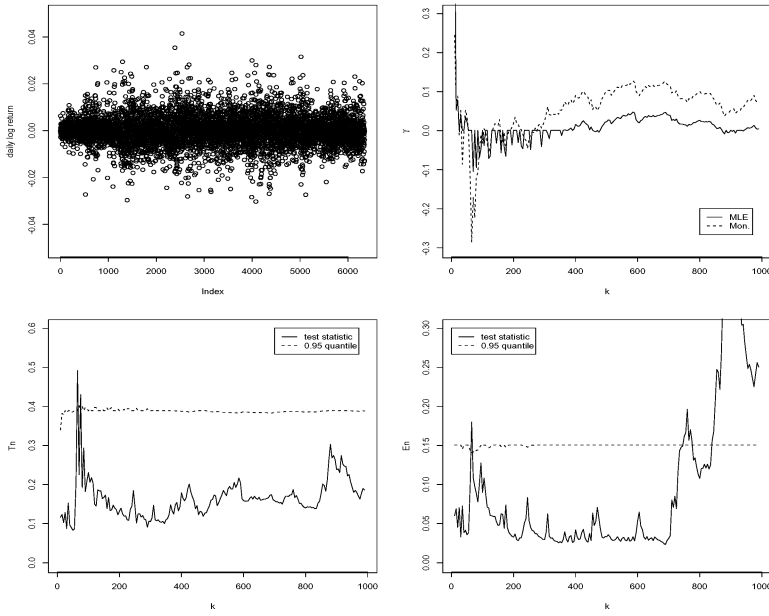 daily log return
0.04
0.02
0.00
-0.02
-0.04
0 1000 2000 3000 4000 5000 6000
Index
γ
0.3
0.2
0.1
0.0
-0.1
-0.2
-0.3
MLE
Mon.
0 200 400 600 800 1000
k
Tn
0.6
0.5
0.4
0.3
0.2
0.1
0.0
test statistic
0.95 quantile
0 200 400 600 800 1000
k
En
0.30
0.25
0.20
0.15
0.10
0.05
0.00
test statistic
0.95 quantile
0 200 400 600 800 1000
k